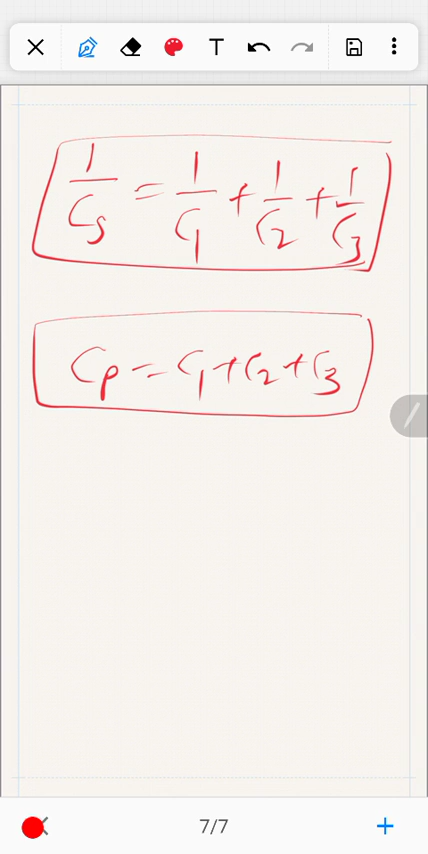 T
1/Cs = 1/C1 + 1/C2 + 1/C3
Cp = C1 + C2 + C3
7/7